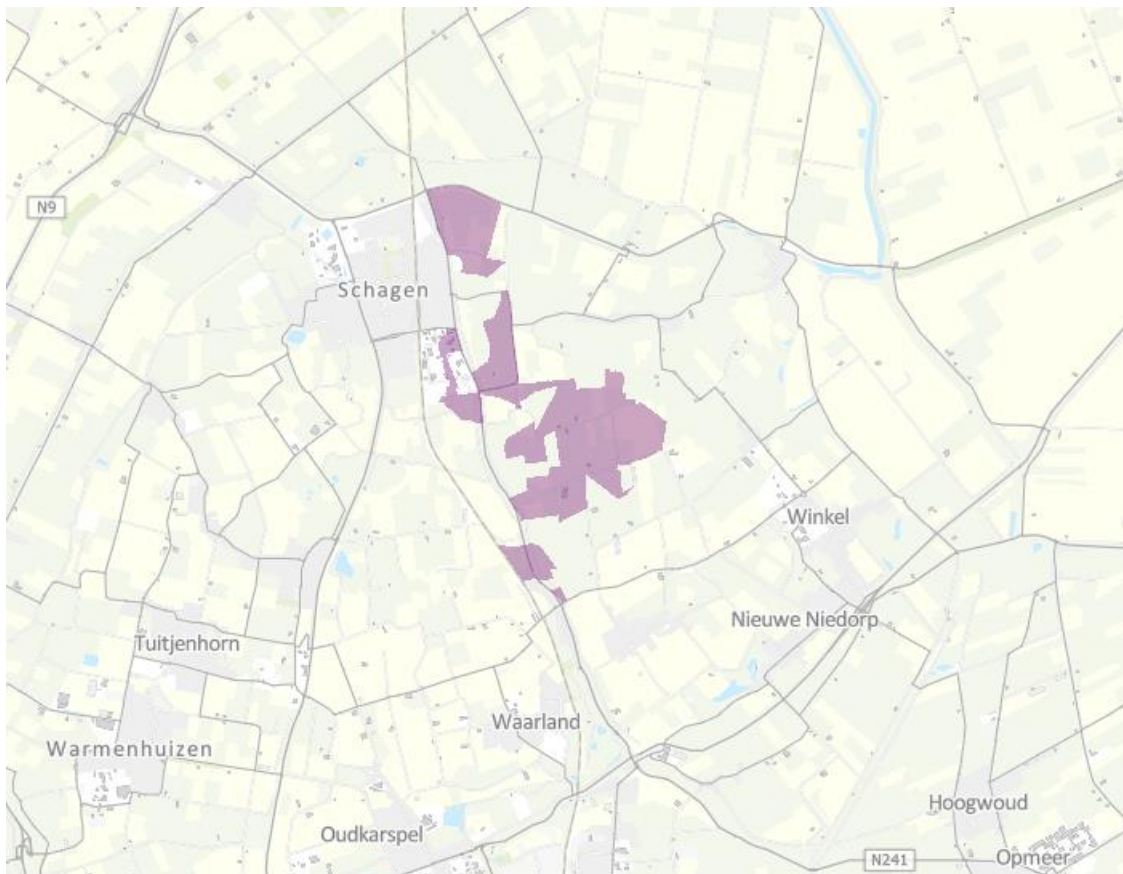 N9
Schagen
Winkel
Nieuwe Niedorp
Tuitjenhorn
Waarland
Warmenhuizen
Hoogwoud
Oudkarspel
N241
Opmeer